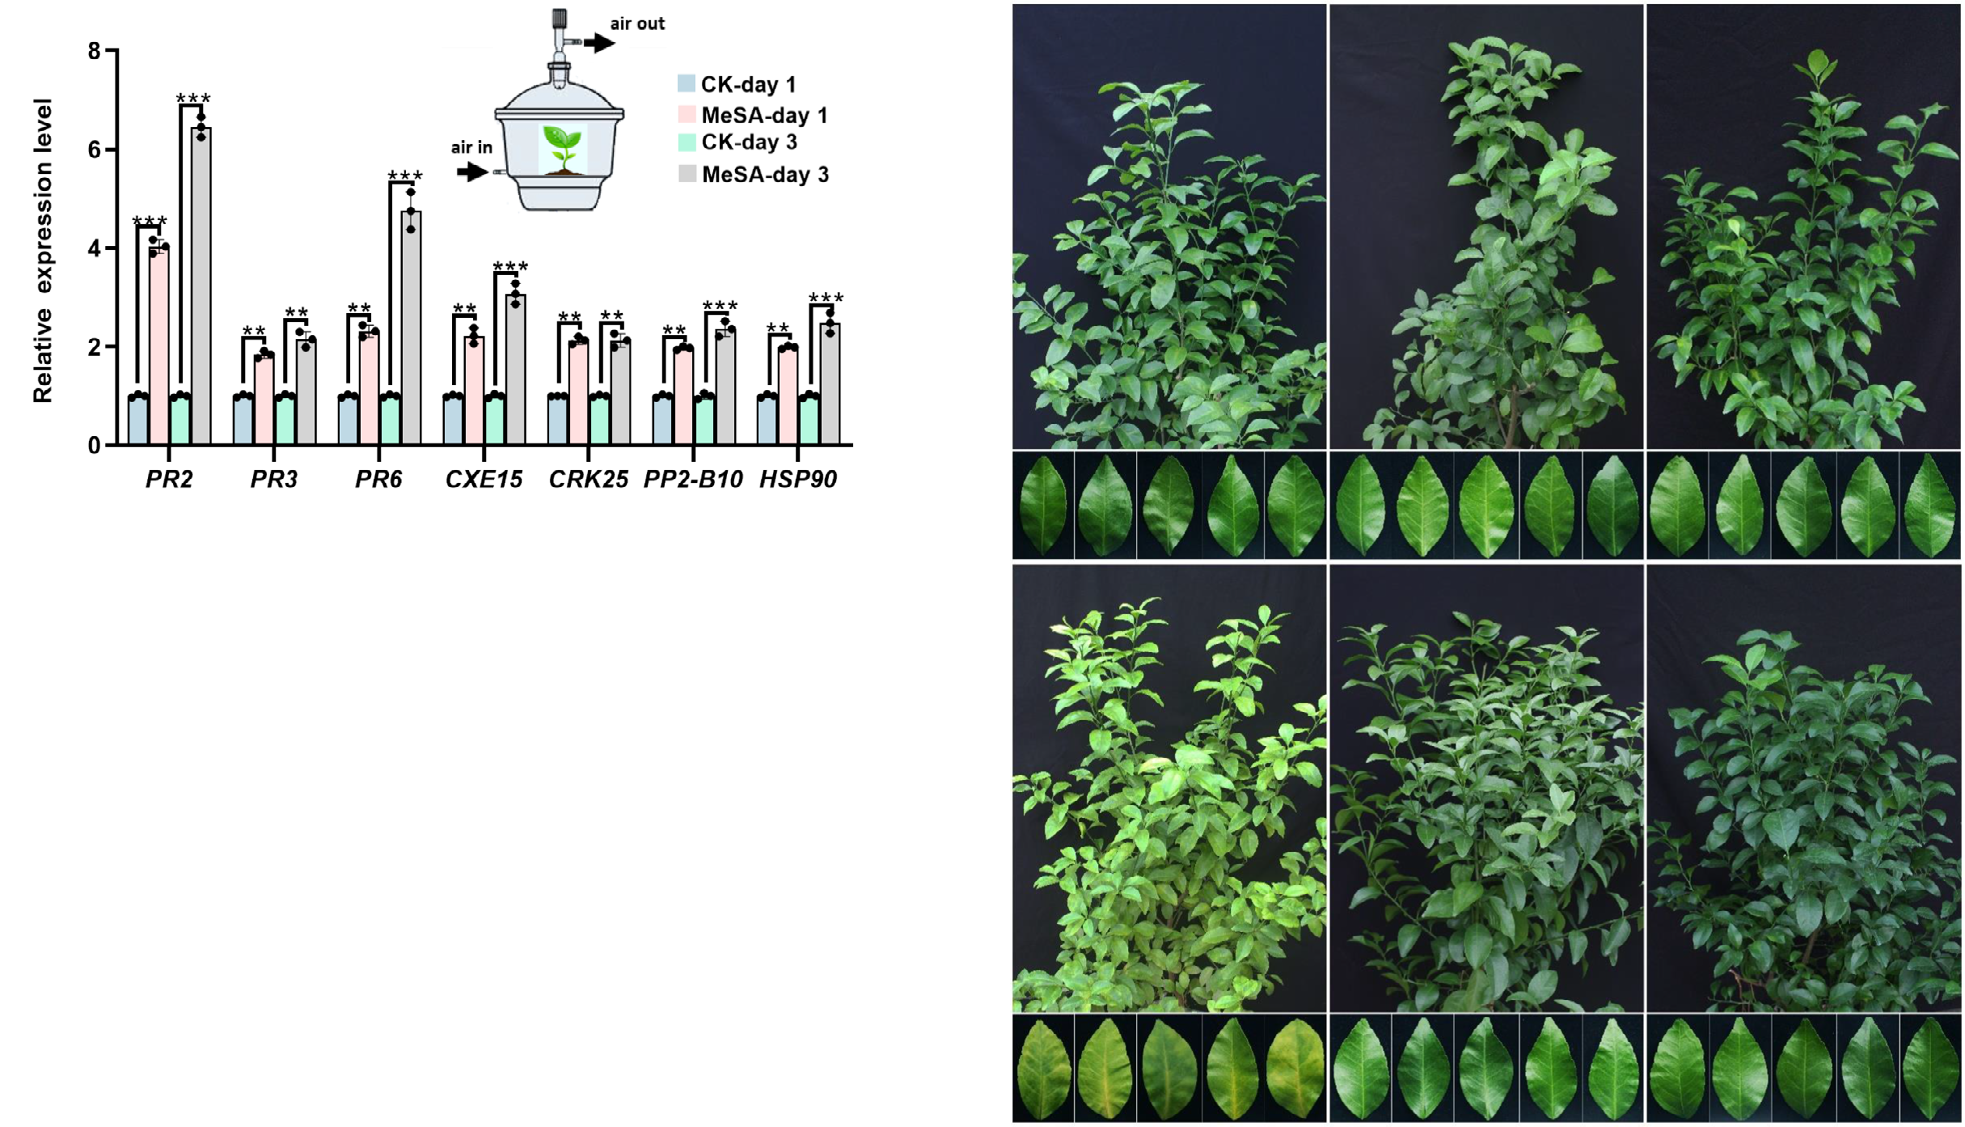 air out
8
CK-day 1
MeSA-day 1
CK-day 3
MeSA-day 3
air in
Relative expression level
***
***
**
**
**
***
**
***
**
**
**
***
**
***
6
4
2
0
PR2 PR3 PR6 CXE15 CRK25 PP2-B10 HSP90